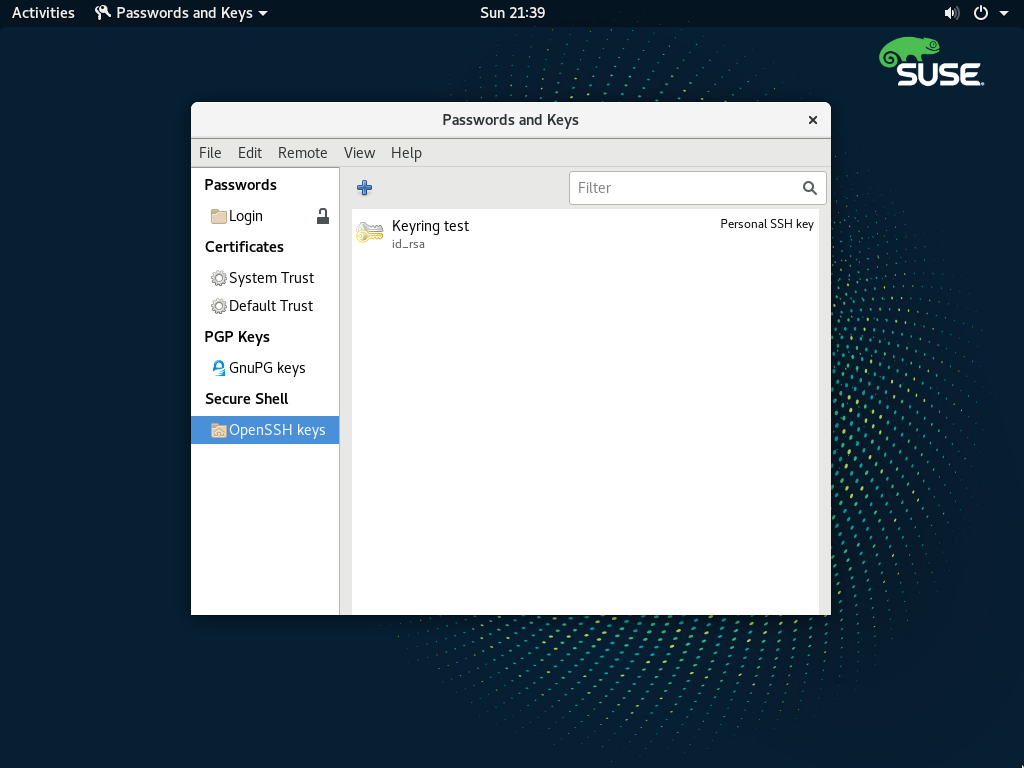 Activities Passwords and Keys Sun 21:39
SUSE
Passwords and Keys
File Edit Remote View Help
Passwords
Login
Certificates
System Trust
Default Trust
PGP Keys
GnuPG keys
Secure Shell
OpenSSH keys
Filter
Keyring test Personal SSH key
id_rsa